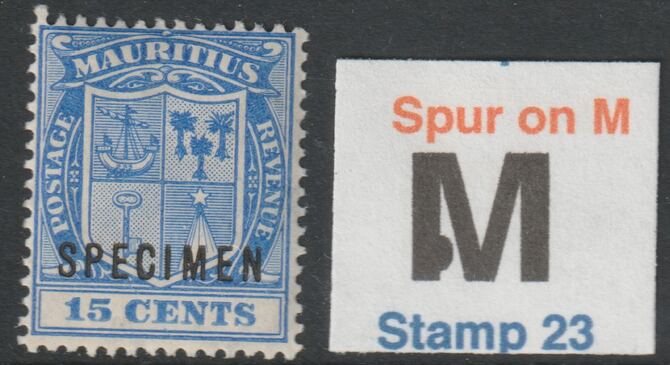 MAURITIUS
POSTAGE
REVENUE
SPECIMEN
15 CENTS
Spur on M
M
Stamp 23